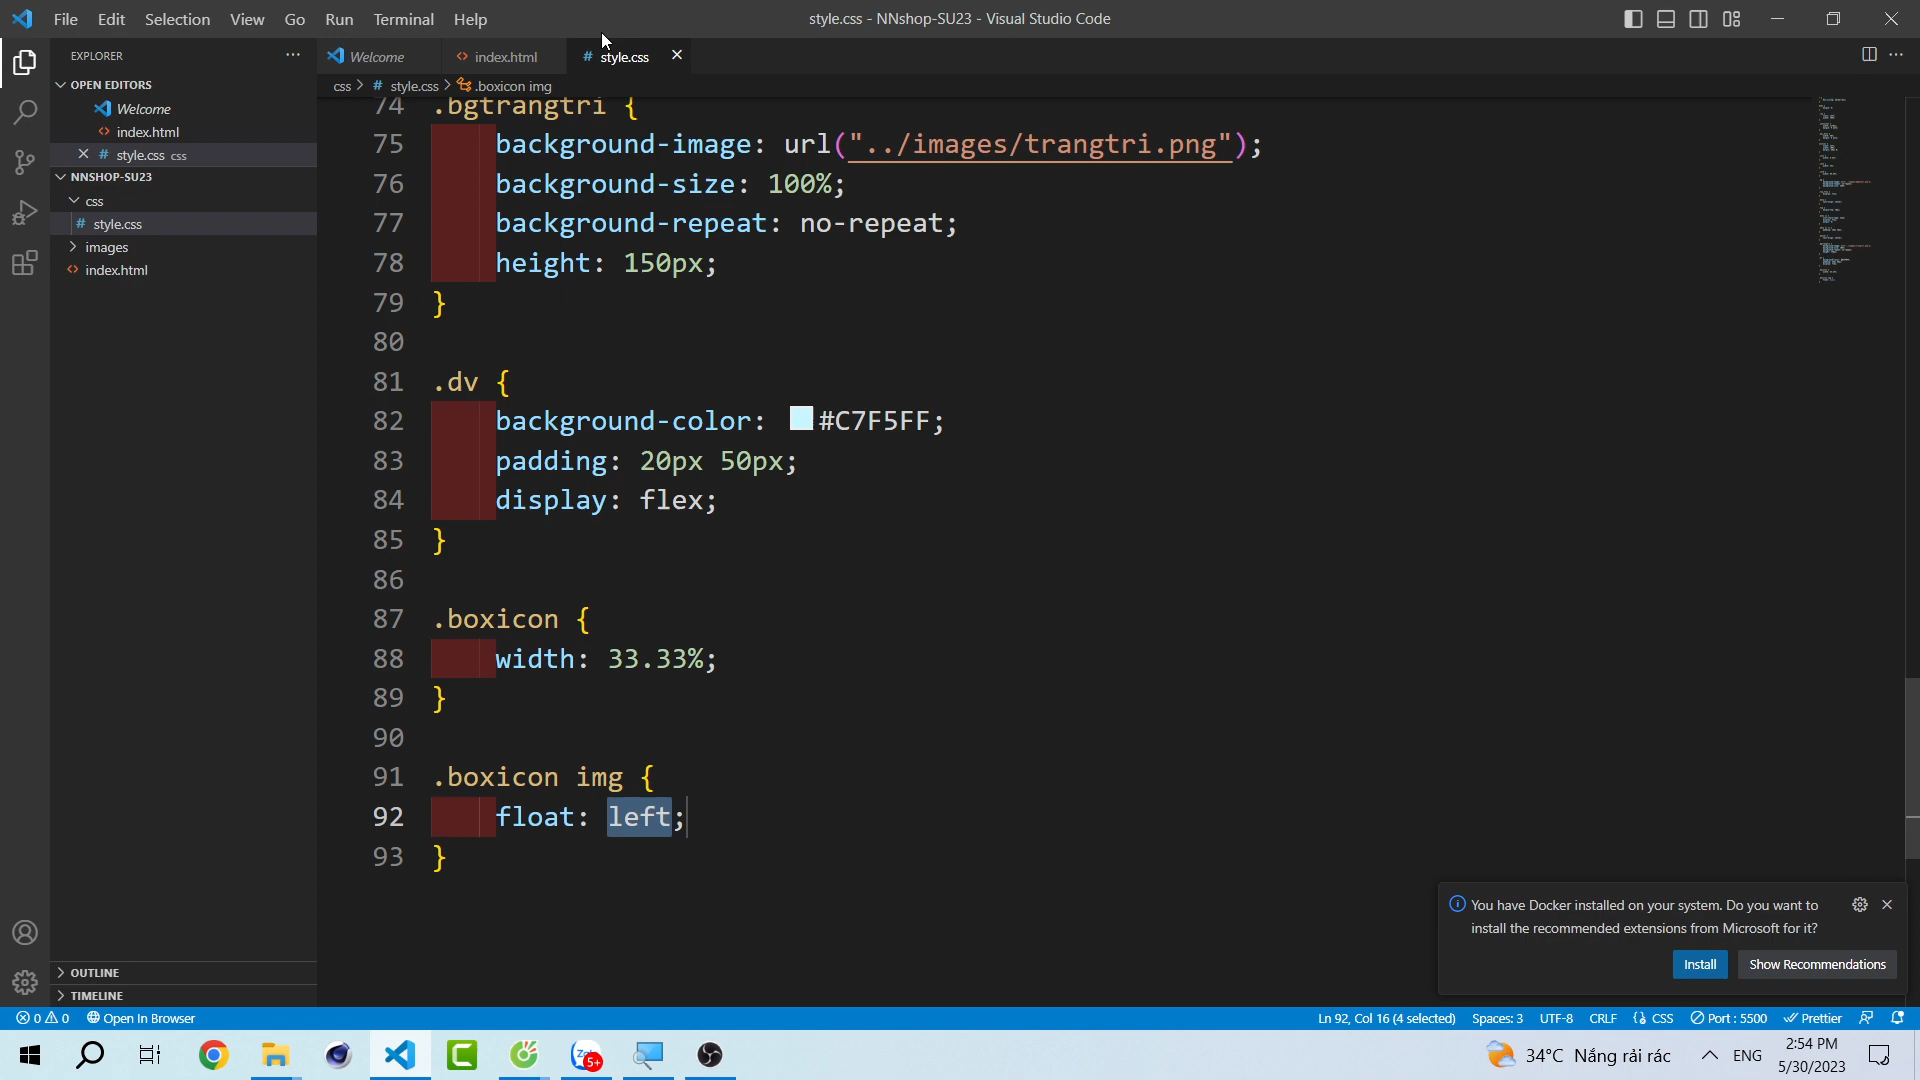 File Edit Selection View Go Run Terminal Help
style.css - NNshop-SU23 - Visual Studio Code
EXPLORER
OPEN EDITORS
Welcome
index.html
style.css css
NNSHOP-SU23
css
# style.css
images
index.html
OUTLINE
TIMELINE
Welcome
index.html
# style.css
css > # style.css > .boxicon img
74 .bgtrangtri {
75 background-image: url("../images/trangtri.png");
76 background-size: 100%;
77 background-repeat: no-repeat;
78 height: 150px;
79 }
80
81 .dv {
82 background-color: #C7F5FF;
83 padding: 20px 50px;
84 display: flex;
85 }
86
87 .boxicon {
88 width: 33.33%;
89 }
90
91 .boxicon img {
92 float: left;
93 }
You have Docker installed on your system. Do you want to
install the recommended extensions from Microsoft for it?
Install
Show Recommendations
0 0 Open In Browser
Ln 92, Col 16 (4 selected) Spaces: 3 UTF-8 CRLF {} CSS Port : 5500 Prettier
5+
34°C Nắng rải rác
ENG
2:54 PM
5/30/2023